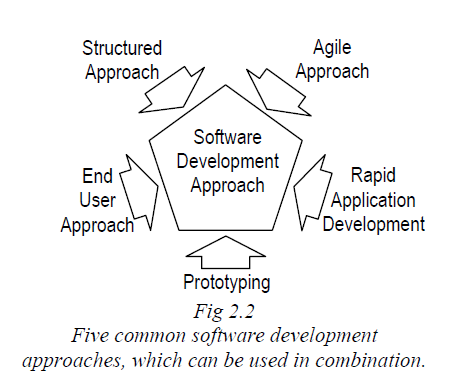 Structured
Approach
Agile
Approach
Software
Development
Approach
End
User
Approach
Rapid
Application
Development
Prototyping
Fig 2.2
Five common software development
approaches, which can be used in combination.